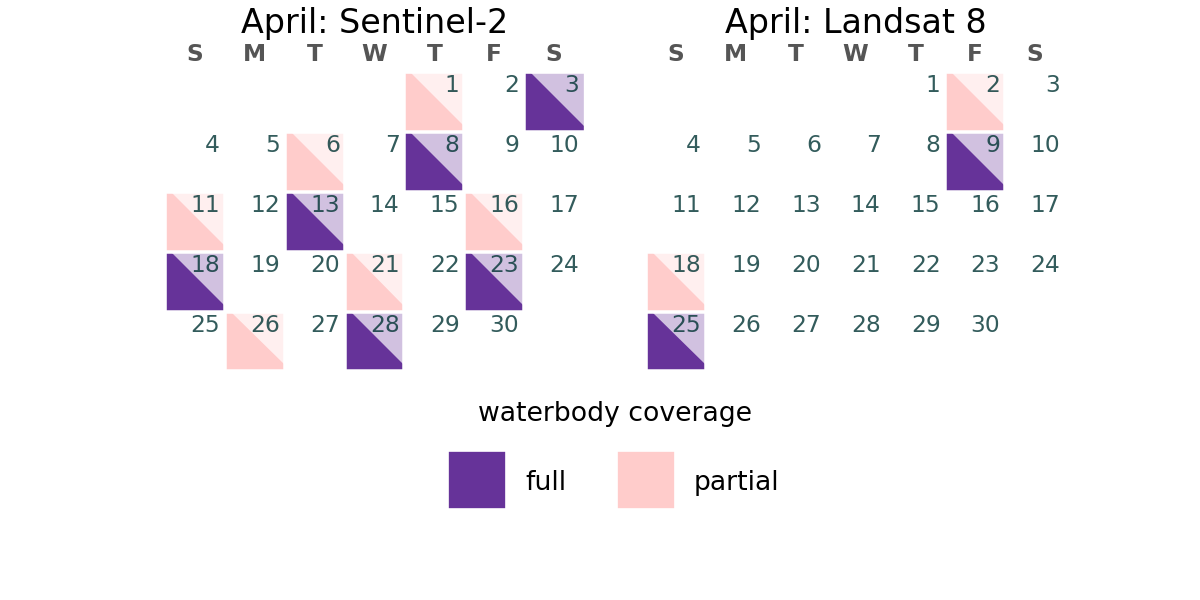 April: Sentinel-2
S M T W T F S
1 2 3
4 5 6 7 8 9 10
11 12 13 14 15 16 17
18 19 20 21 22 23 24
25 26 27 28 29 30
April: Landsat 8
S M T W T F S
1 2 3
4 5 6 7 8 9 10
11 12 13 14 15 16 17
18 19 20 21 22 23 24
25 26 27 28 29 30
waterbody coverage
full
partial